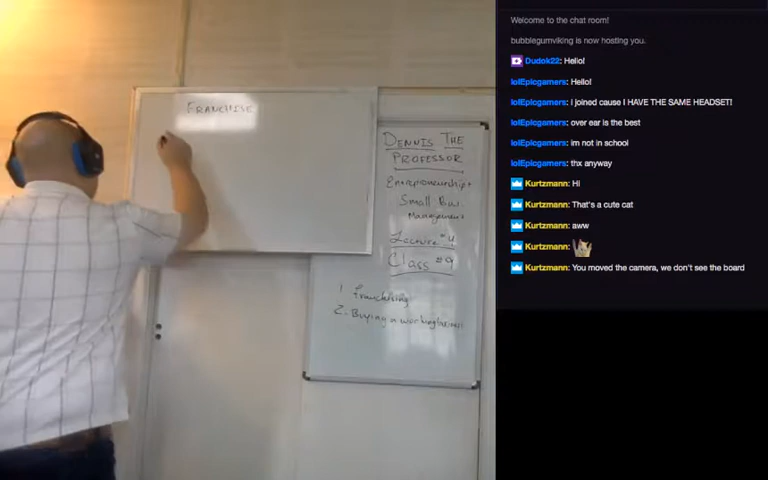 FRANCHISE
DENNIS THE
PROFESSOR
Entrepreneurship +
Small Bus.
Management
Lecture #4
Class #9
1 Franchising
2. Buying a working business
Welcome to the chat room!
bubblegumviking is now hosting you.
Dudok22: Hello!
lolEpicgamers: Hello!
lolEpicgamers: I joined cause I HAVE THE SAME HEADSET!
lolEpicgamers: over ear is the best
lolEpicgamers: im not in school
lolEpicgamers: thx anyway
Kurtzmann: Hi
Kurtzmann: That's a cute cat
Kurtzmann: aww
Kurtzmann:
Kurtzmann: You moved the camera, we don't see the board